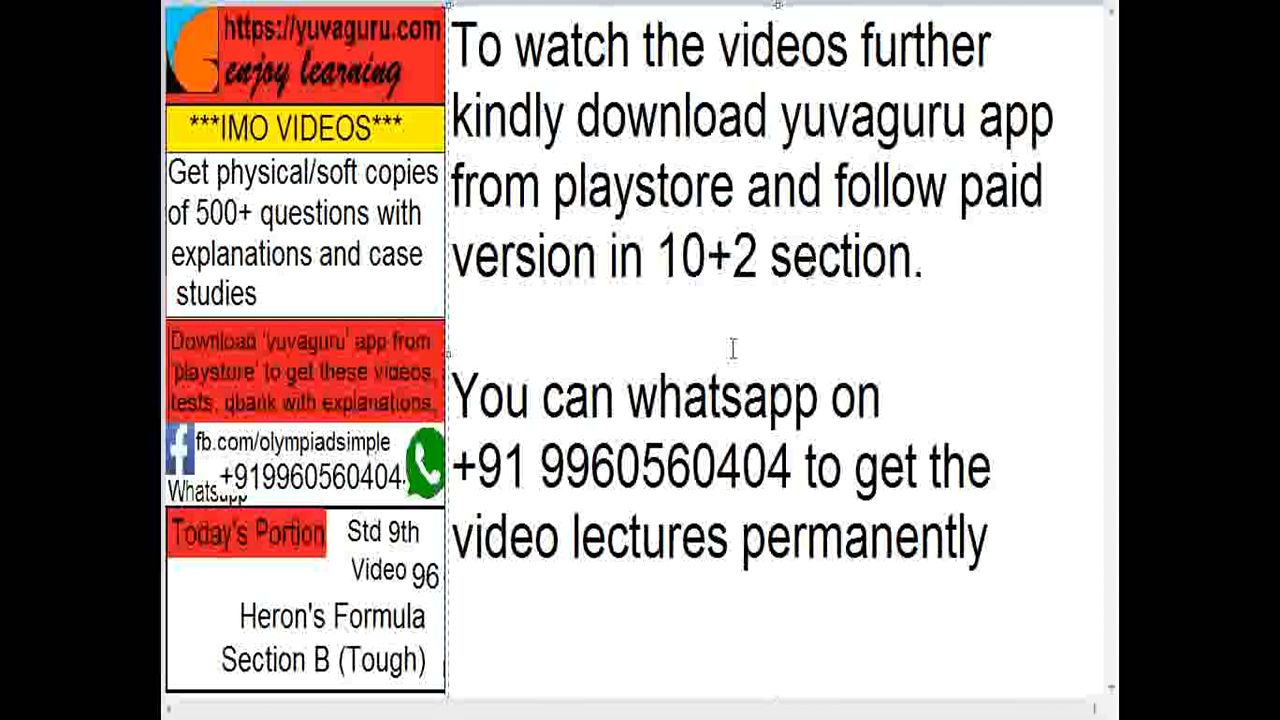 https://yuvaguru.com
enjoy learning
***IMO VIDEOS***
Get physical/soft copies
of 500+ questions with
explanations and case
studies
Download 'yuvaguru' app from
'playstore' to get these videos,
tests, qbank with explanations,
fb.com/olympiadsimple
+919960560404
Whatsapp
Today's Portion
Std 9th
Video 96
Heron's Formula
Section B (Tough)
To watch the videos further
kindly download yuvaguru app
from playstore and follow paid
version in 10+2 section.
You can whatsapp on
+91 9960560404 to get the
video lectures permanently